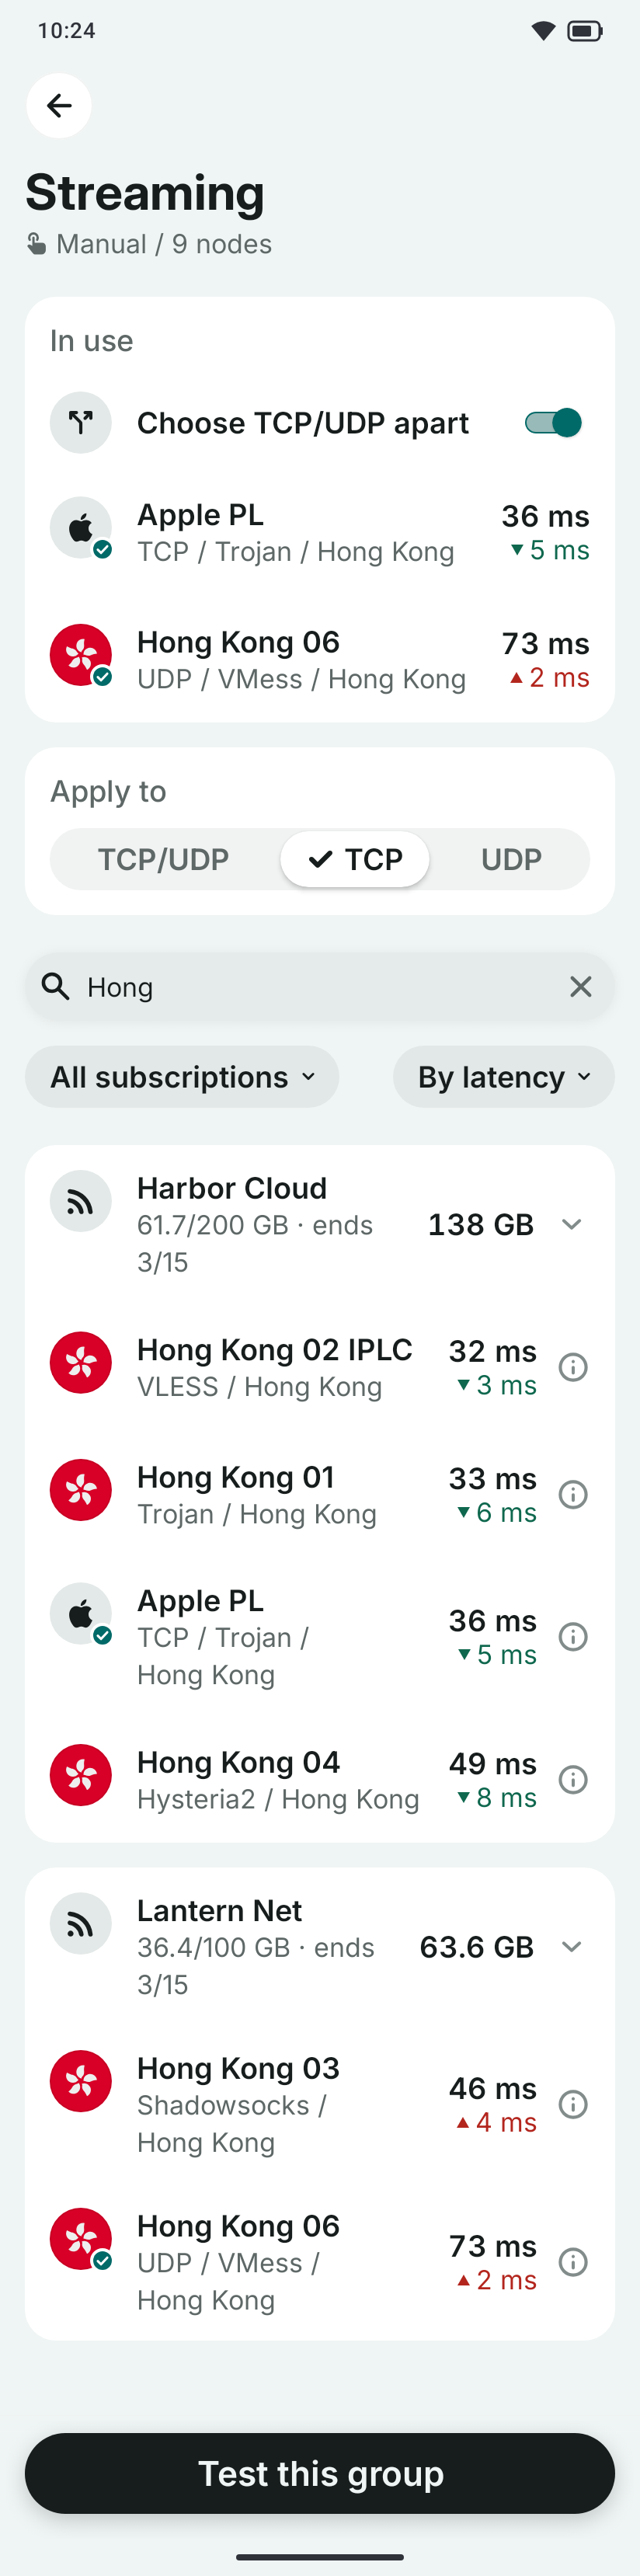 10:24
Streaming
Manual / 9 nodes
In use
Choose TCP/UDP apart
Apple PL
36 ms
TCP / Trojan / Hong Kong
▼ 5 ms
Hong Kong 06
73 ms
UDP / VMess / Hong Kong
▲ 2 ms
Apply to
TCP/UDP
TCP
UDP
Hong
All subscriptions
By latency
Harbor Cloud
61.7/200 GB · ends
3/15
138 GB
Hong Kong 02 IPLC
32 ms
VLESS / Hong Kong
▼ 3 ms
Hong Kong 01
33 ms
Trojan / Hong Kong
▼ 6 ms
Apple PL
TCP / Trojan /
Hong Kong
36 ms
▼ 5 ms
Hong Kong 04
49 ms
Hysteria2 / Hong Kong
▼ 8 ms
Lantern Net
36.4/100 GB · ends
3/15
63.6 GB
Hong Kong 03
Shadowsocks /
Hong Kong
46 ms
▲ 4 ms
Hong Kong 06
UDP / VMess /
Hong Kong
73 ms
▲ 2 ms
Test this group